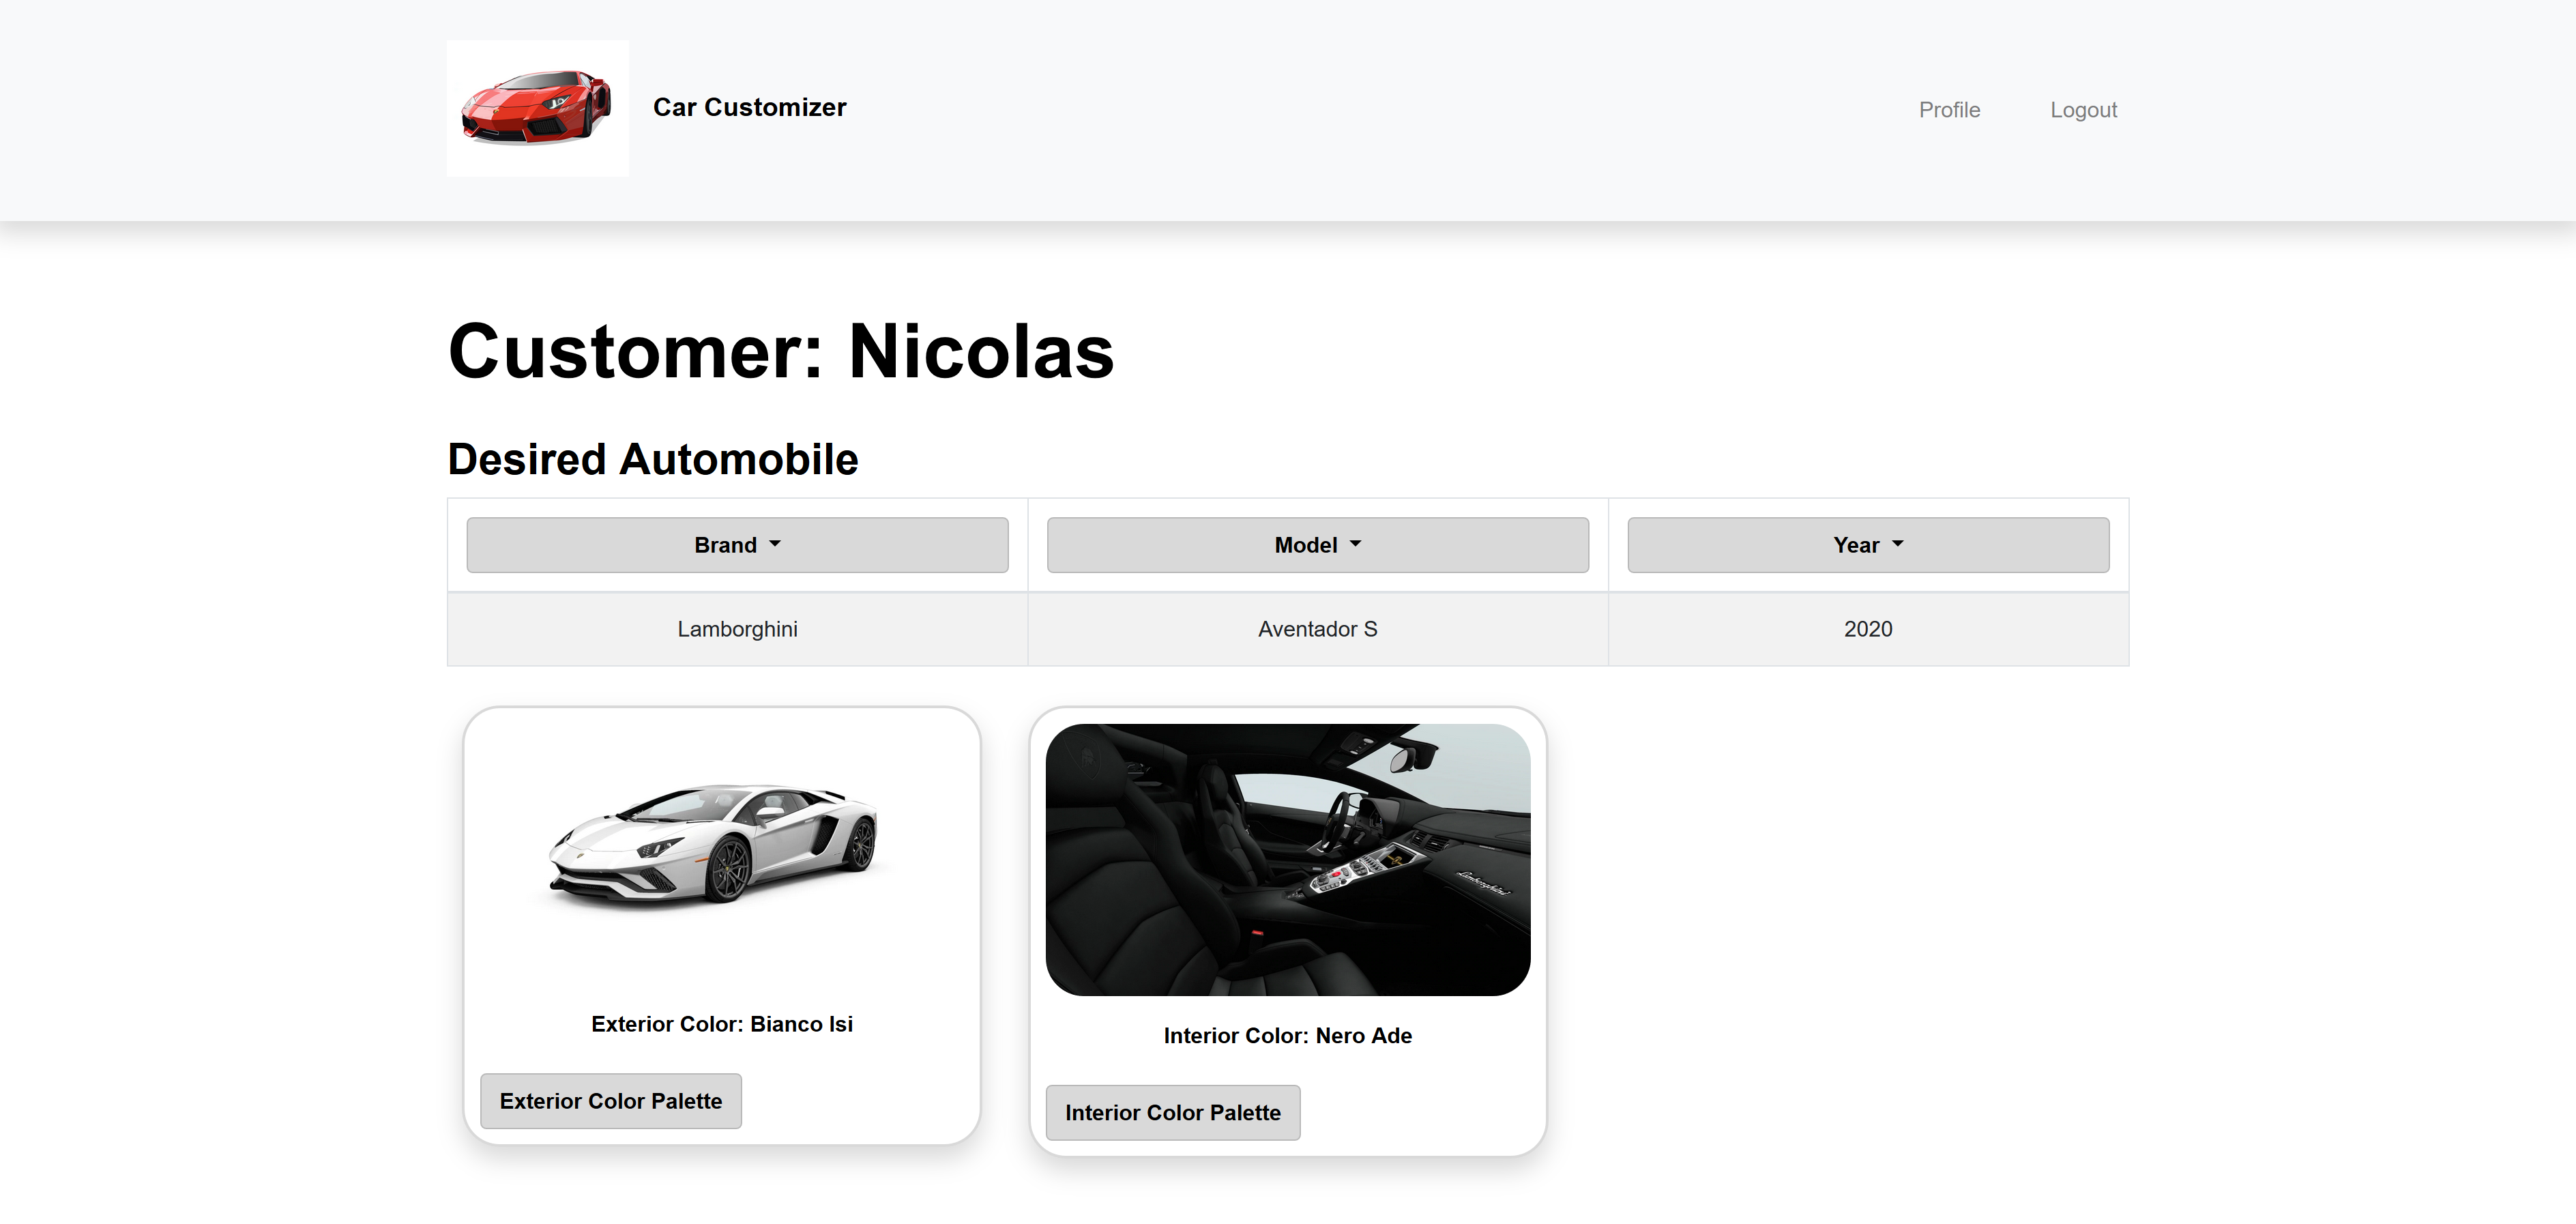 Car Customizer
Profile
Logout
Customer: Nicolas
Desired Automobile
Brand
Model
Year
Lamborghini
Aventador S
2020
Lamborghini
Exterior Color: Bianco Isi
Interior Color: Nero Ade
Exterior Color Palette
Interior Color Palette